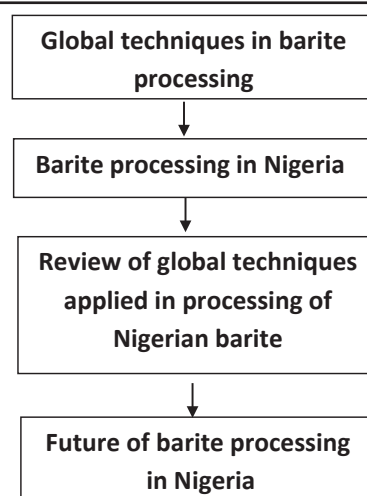 Global techniques in barite
processing
Barite processing in Nigeria
Review of global techniques
applied in processing of
Nigerian barite
Future of barite processing
in Nigeria